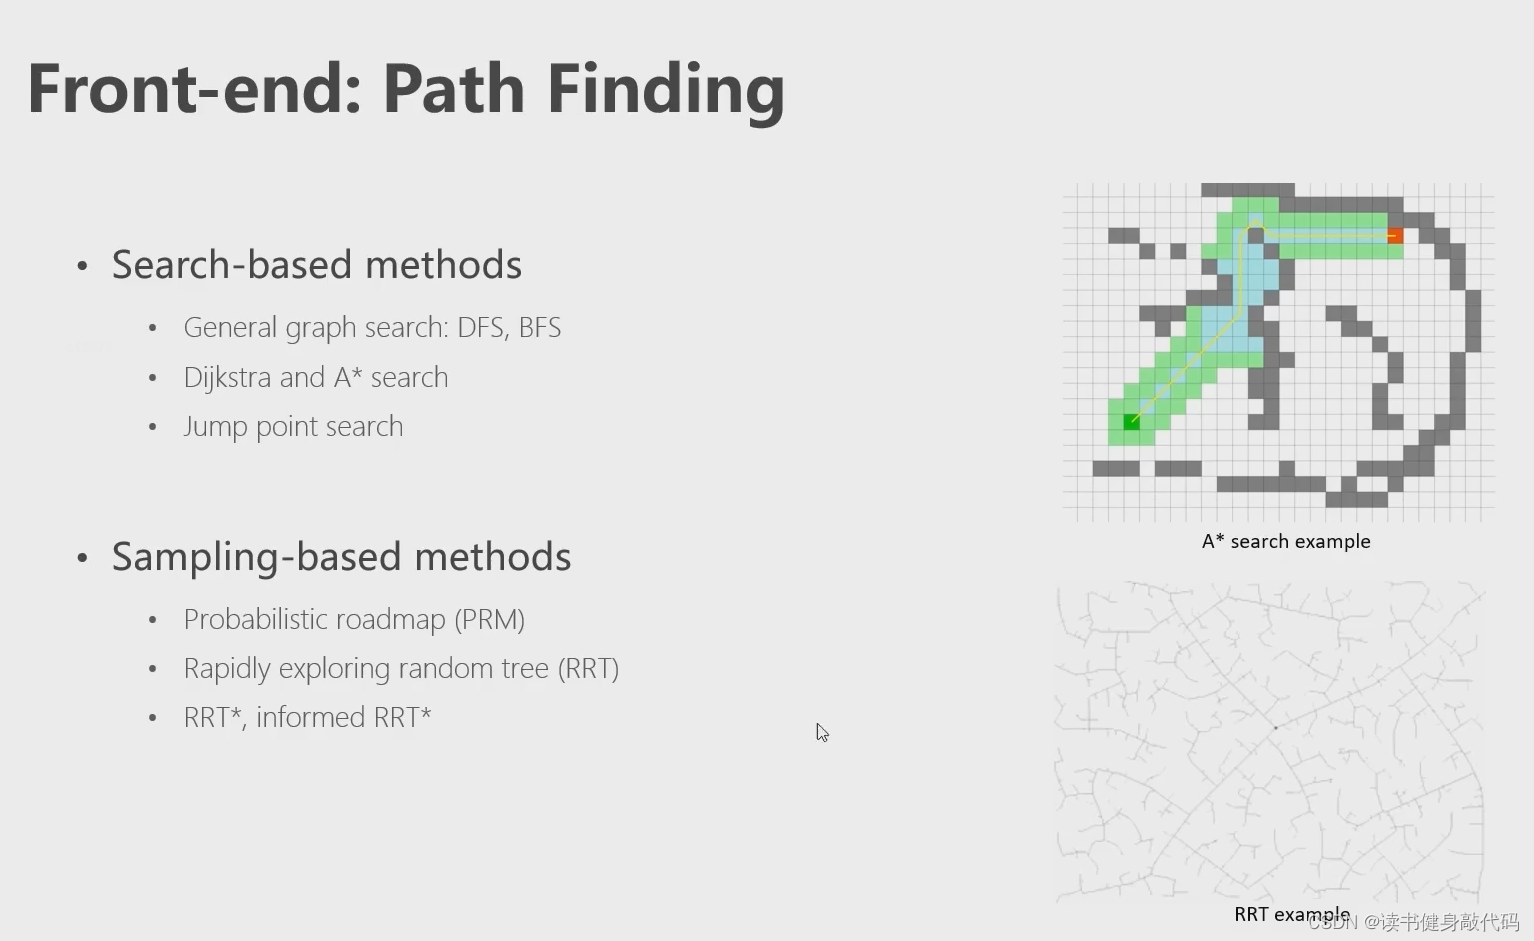 Front-end: Path Finding
• Search-based methods
• General graph search: DFS, BFS
• Dijkstra and A* search
• Jump point search
• Sampling-based methods
• Probabilistic roadmap (PRM)
• Rapidly exploring random tree (RRT)
• RRT*, informed RRT*
A* search example
RRT example
CSDN @读书健身敲代码